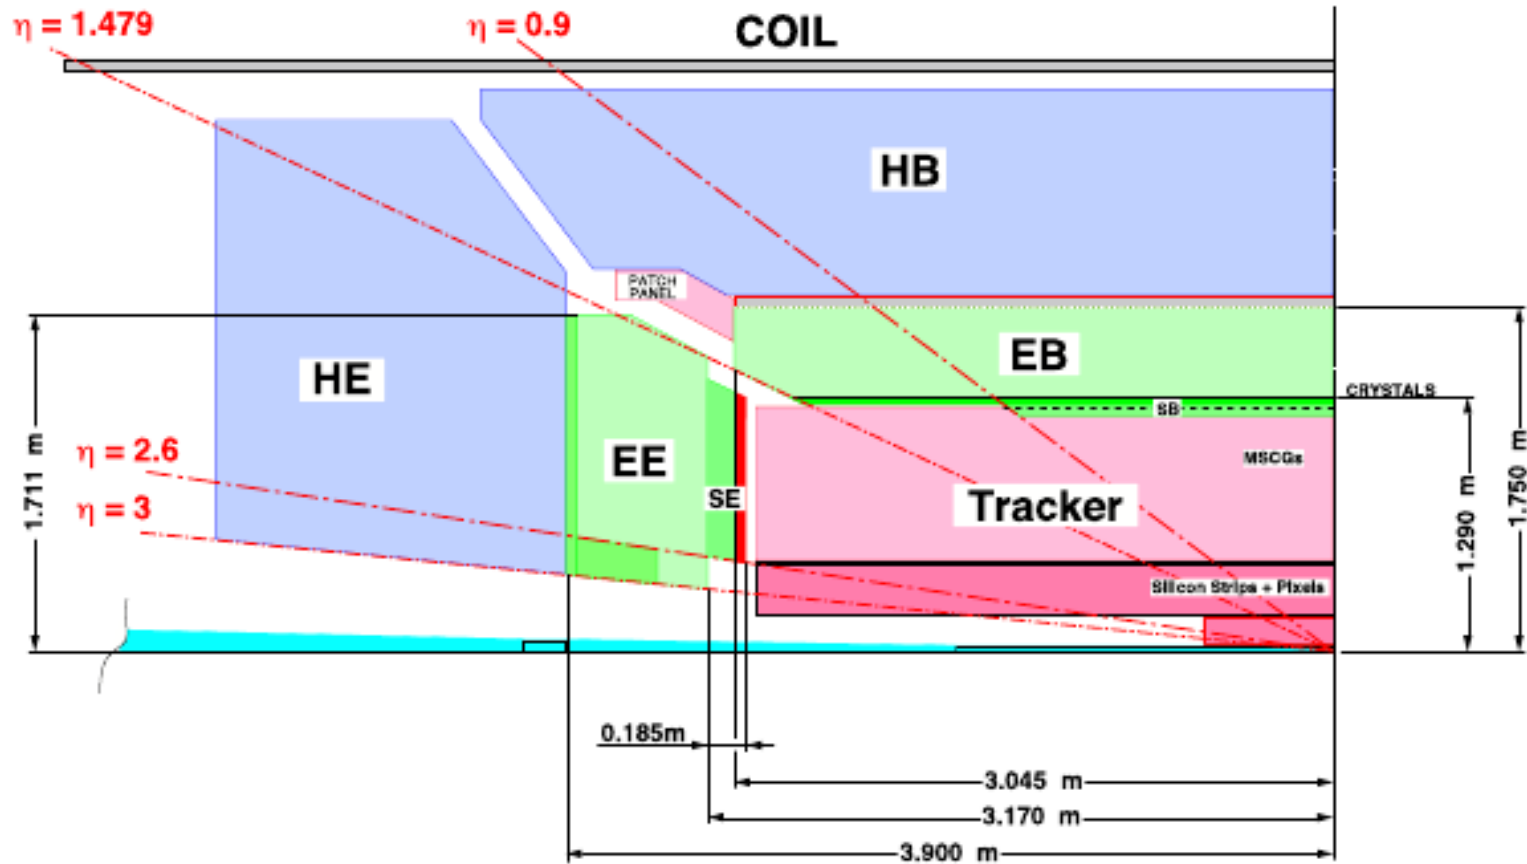 η = 1.479
η = 0.9
COIL
HB
PATCH
PANEL
EB
HE
CRYSTALS
SB
EE
MSCGs
η = 2.6
SE
Tracker
η = 3
1.711 m
1.290 m
1.750 m
Silicon Strips + Pixels
0.185m
3.045 m
3.170 m
3.900 m